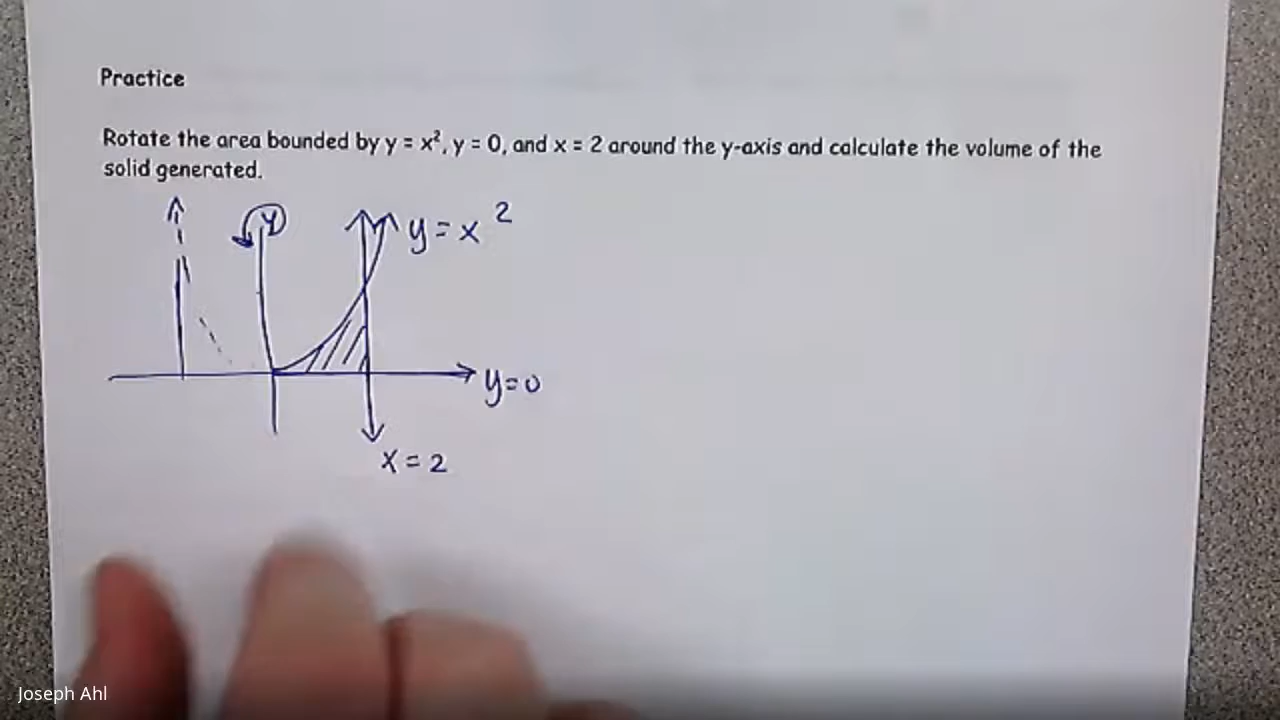 Practice
Rotate the area bounded by y = x², y = 0, and x = 2 around the y-axis and calculate the volume of the
solid generated.
y
y = x²
y=0
x = 2
Joseph Ahl